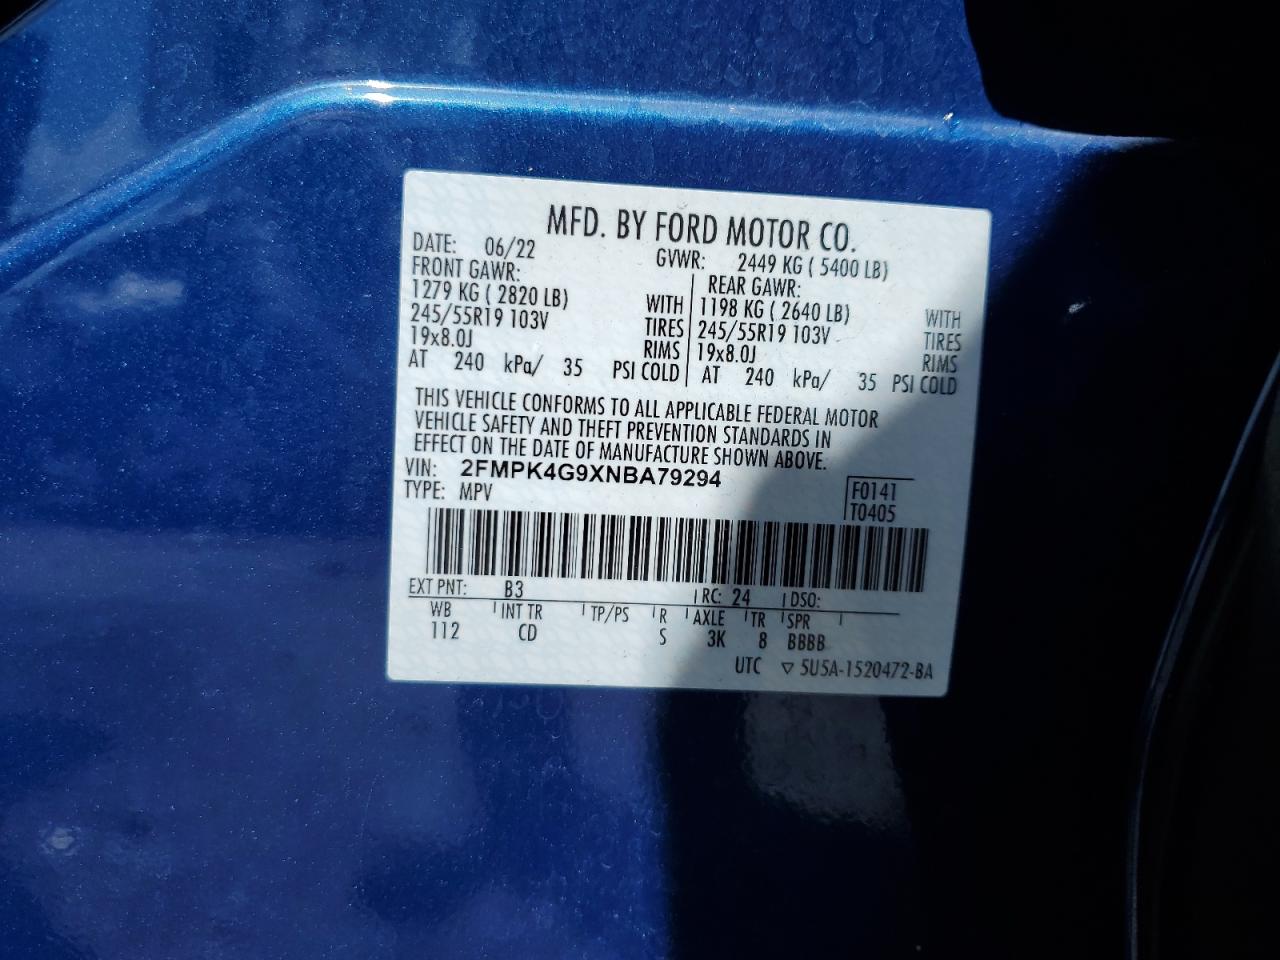 MFD. BY FORD MOTOR CO.
DATE: 06/22 GVWR: 2449 KG ( 5400 LB)
FRONT GAWR: REAR GAWR:
1279 KG ( 2820 LB) WITH 1198 KG ( 2640 LB) WITH
245/55R19 103V TIRES 245/55R19 103V TIRES
19x8.0J RIMS 19x8.0J RIMS
AT 240 kPa/ 35 PSI COLD AT 240 kPa/ 35 PSI COLD
THIS VEHICLE CONFORMS TO ALL APPLICABLE FEDERAL MOTOR
VEHICLE SAFETY AND THEFT PREVENTION STANDARDS IN
EFFECT ON THE DATE OF MANUFACTURE SHOWN ABOVE.
VIN: 2FMPK4G9XNBA79294
TYPE: MPV F0141
T0405
EXT PNT: B3 RC: 24 DSO:
WB INT TR TP/PS R AXLE TR SPR
112 CD S 3K 8 BBBB
UTC ▽ 5U5A-1520472-BA